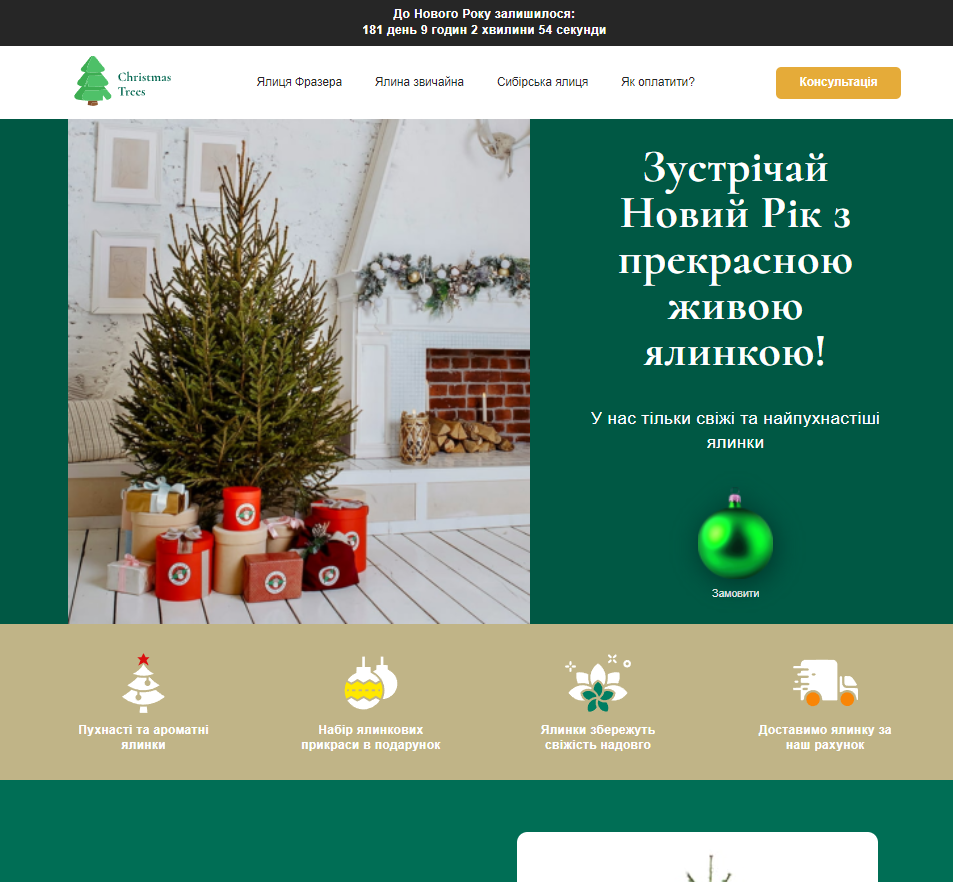 До Нового Року залишилося:
181 день 9 годин 2 хвилини 54 секунди
Christmas
Trees
Ялиця Фразера
Ялина звичайна
Сибірська ялиця
Як оплатити?
Консультація
Зустрічай
Новий Рік з
прекрасною
живою
ялинкою!
У нас тільки свіжі та найпухнастіші
ялинки
Замовити
Пухнасті та ароматні
ялинки
Набір ялинкових
прикраси в подарунок
Ялинки збережуть
свіжість надовго
Доставимо ялинку за
наш рахунок